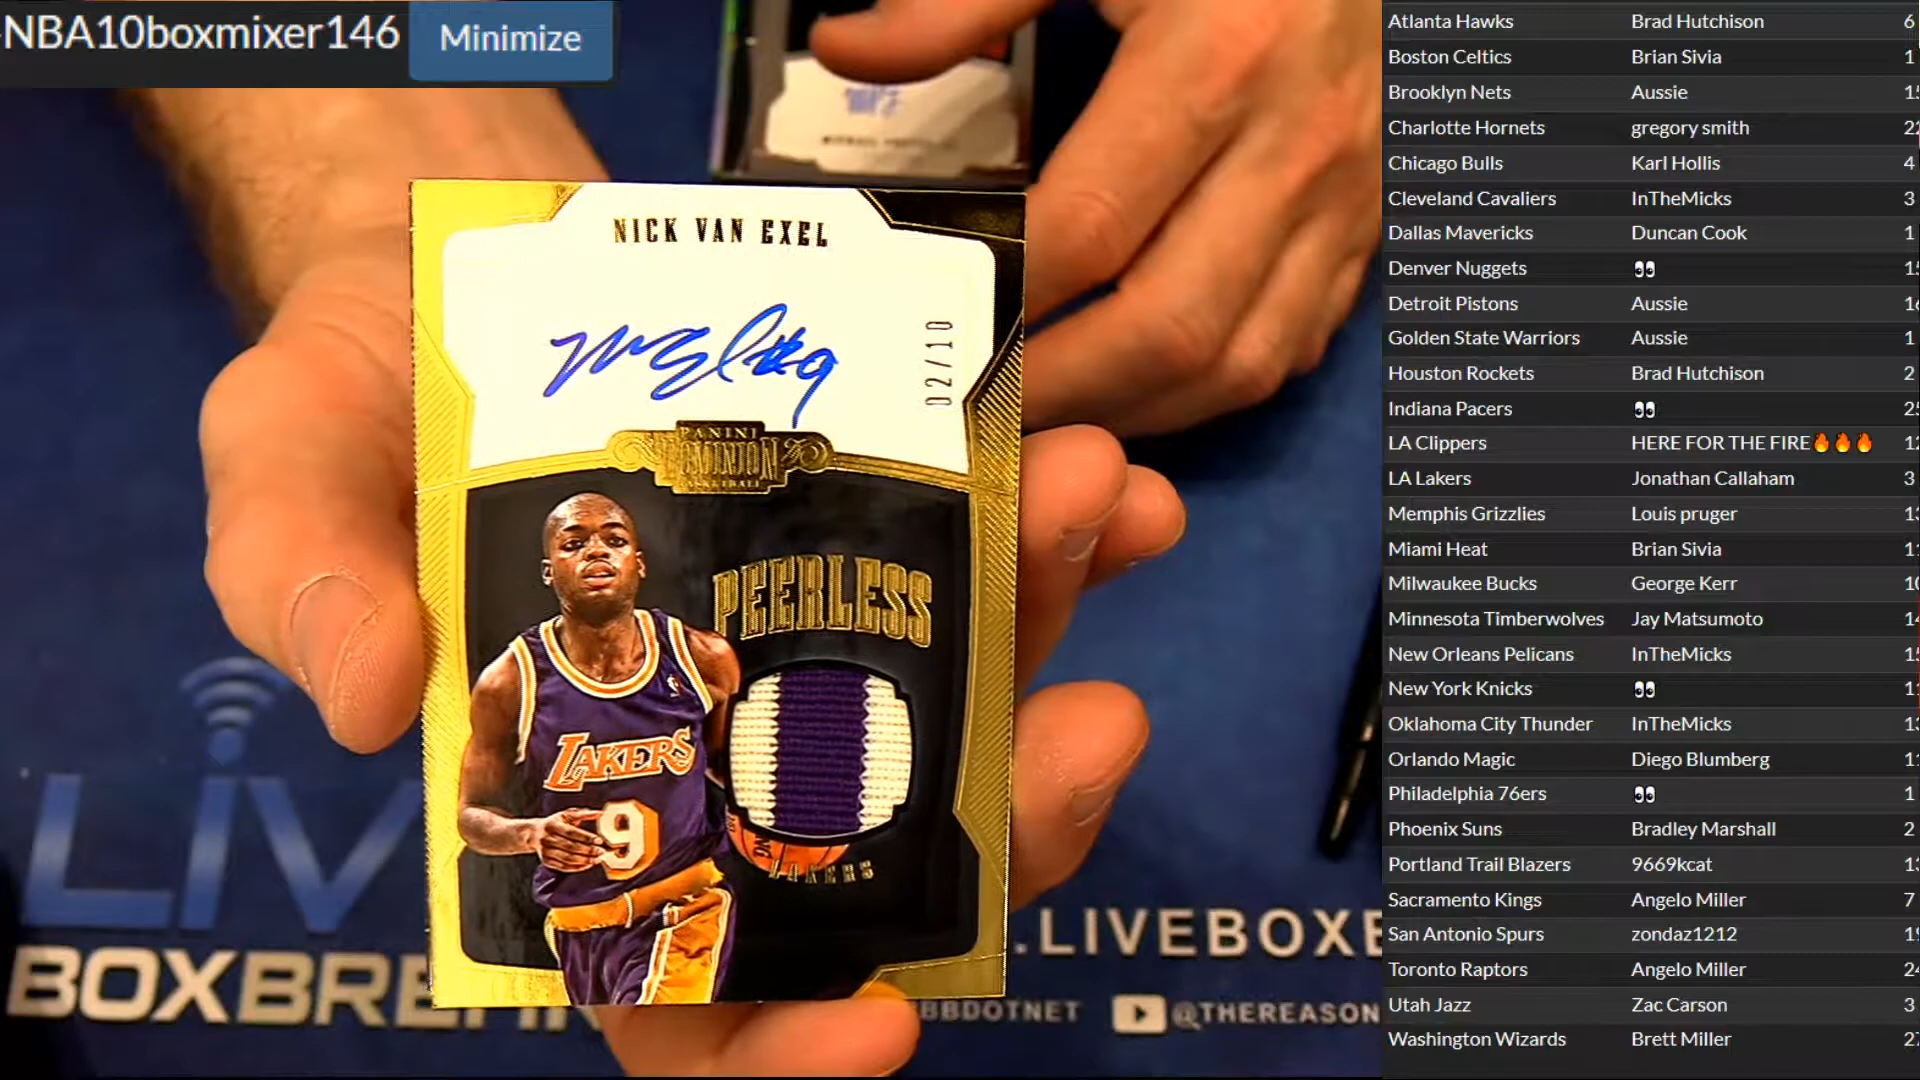 -NBA10boxmixer146 Minimize
NICK VAN EXEL
02/10
PANINI
DOMINION
BASKETBALL
PEERLESS
LAKERS
9
LAKERS
LIV
BOXBRE
.LIVEBOXB
BBDOTNET @THEREASON
Atlanta Hawks Brad Hutchison 6
Boston Celtics Brian Sivia 1
Brooklyn Nets Aussie
Charlotte Hornets gregory smith
Chicago Bulls Karl Hollis 4
Cleveland Cavaliers InTheMicks 3
Dallas Mavericks Duncan Cook 1
Denver Nuggets 👀
Detroit Pistons Aussie
Golden State Warriors Aussie 1
Houston Rockets Brad Hutchison 2
Indiana Pacers 👀
LA Clippers HERE FOR THE FIRE🔥🔥🔥
LA Lakers Jonathan Callaham 3
Memphis Grizzlies Louis pruger
Miami Heat Brian Sivia
Milwaukee Bucks George Kerr
Minnesota Timberwolves Jay Matsumoto
New Orleans Pelicans InTheMicks
New York Knicks 👀
Oklahoma City Thunder InTheMicks
Orlando Magic Diego Blumberg
Philadelphia 76ers 👀 1
Phoenix Suns Bradley Marshall 2
Portland Trail Blazers 9669kcat
Sacramento Kings Angelo Miller 7
San Antonio Spurs zondaz1212
Toronto Raptors Angelo Miller
Utah Jazz Zac Carson 3
Washington Wizards Brett Miller